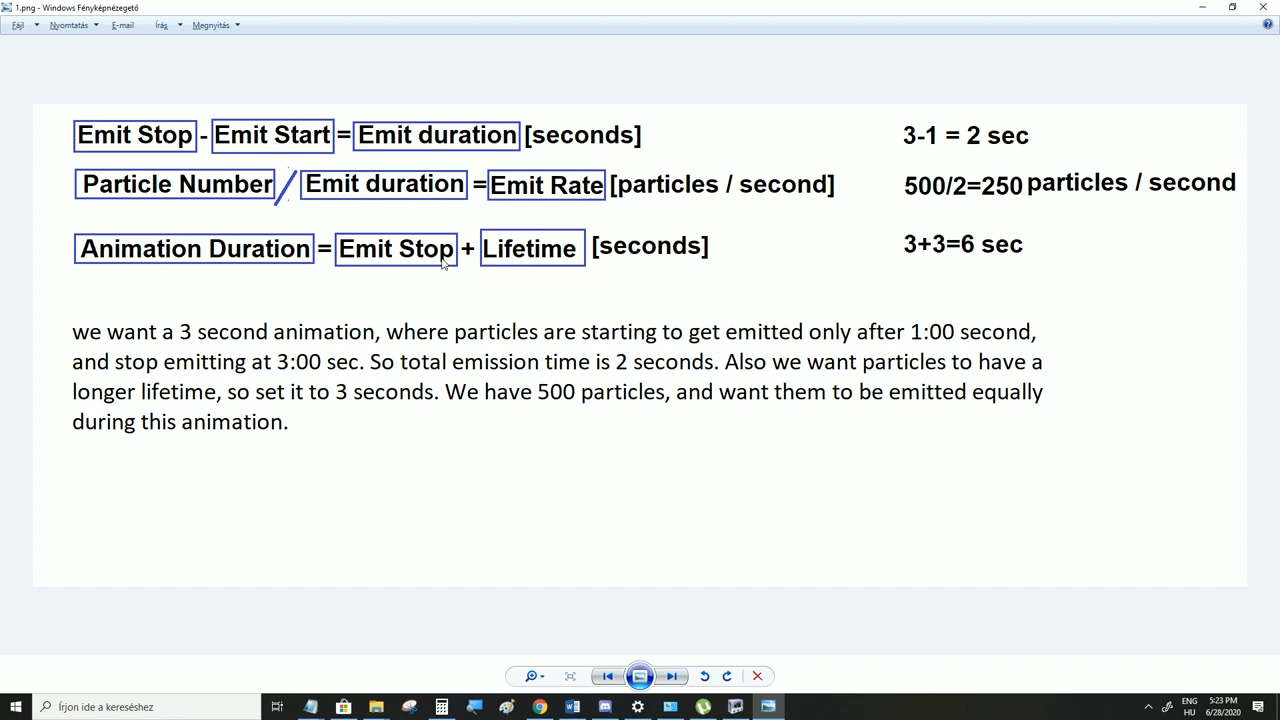 1.png - Windows Fényképnézegető
Fájl Nyomtatás E-mail Írás Megnyitás
Emit Stop - Emit Start = Emit duration [seconds] 3-1 = 2 sec
Particle Number / Emit duration = Emit Rate [particles / second] 500/2=250 particles / second
Animation Duration = Emit Stop + Lifetime [seconds] 3+3=6 sec
we want a 3 second animation, where particles are starting to get emitted only after 1:00 second,
and stop emitting at 3:00 sec. So total emission time is 2 seconds. Also we want particles to have a
longer lifetime, so set it to 3 seconds. We have 500 particles, and want them to be emitted equally
during this animation.
Írjon ide a kereséshez
ENG 5:23 PM
HU 6/28/2020